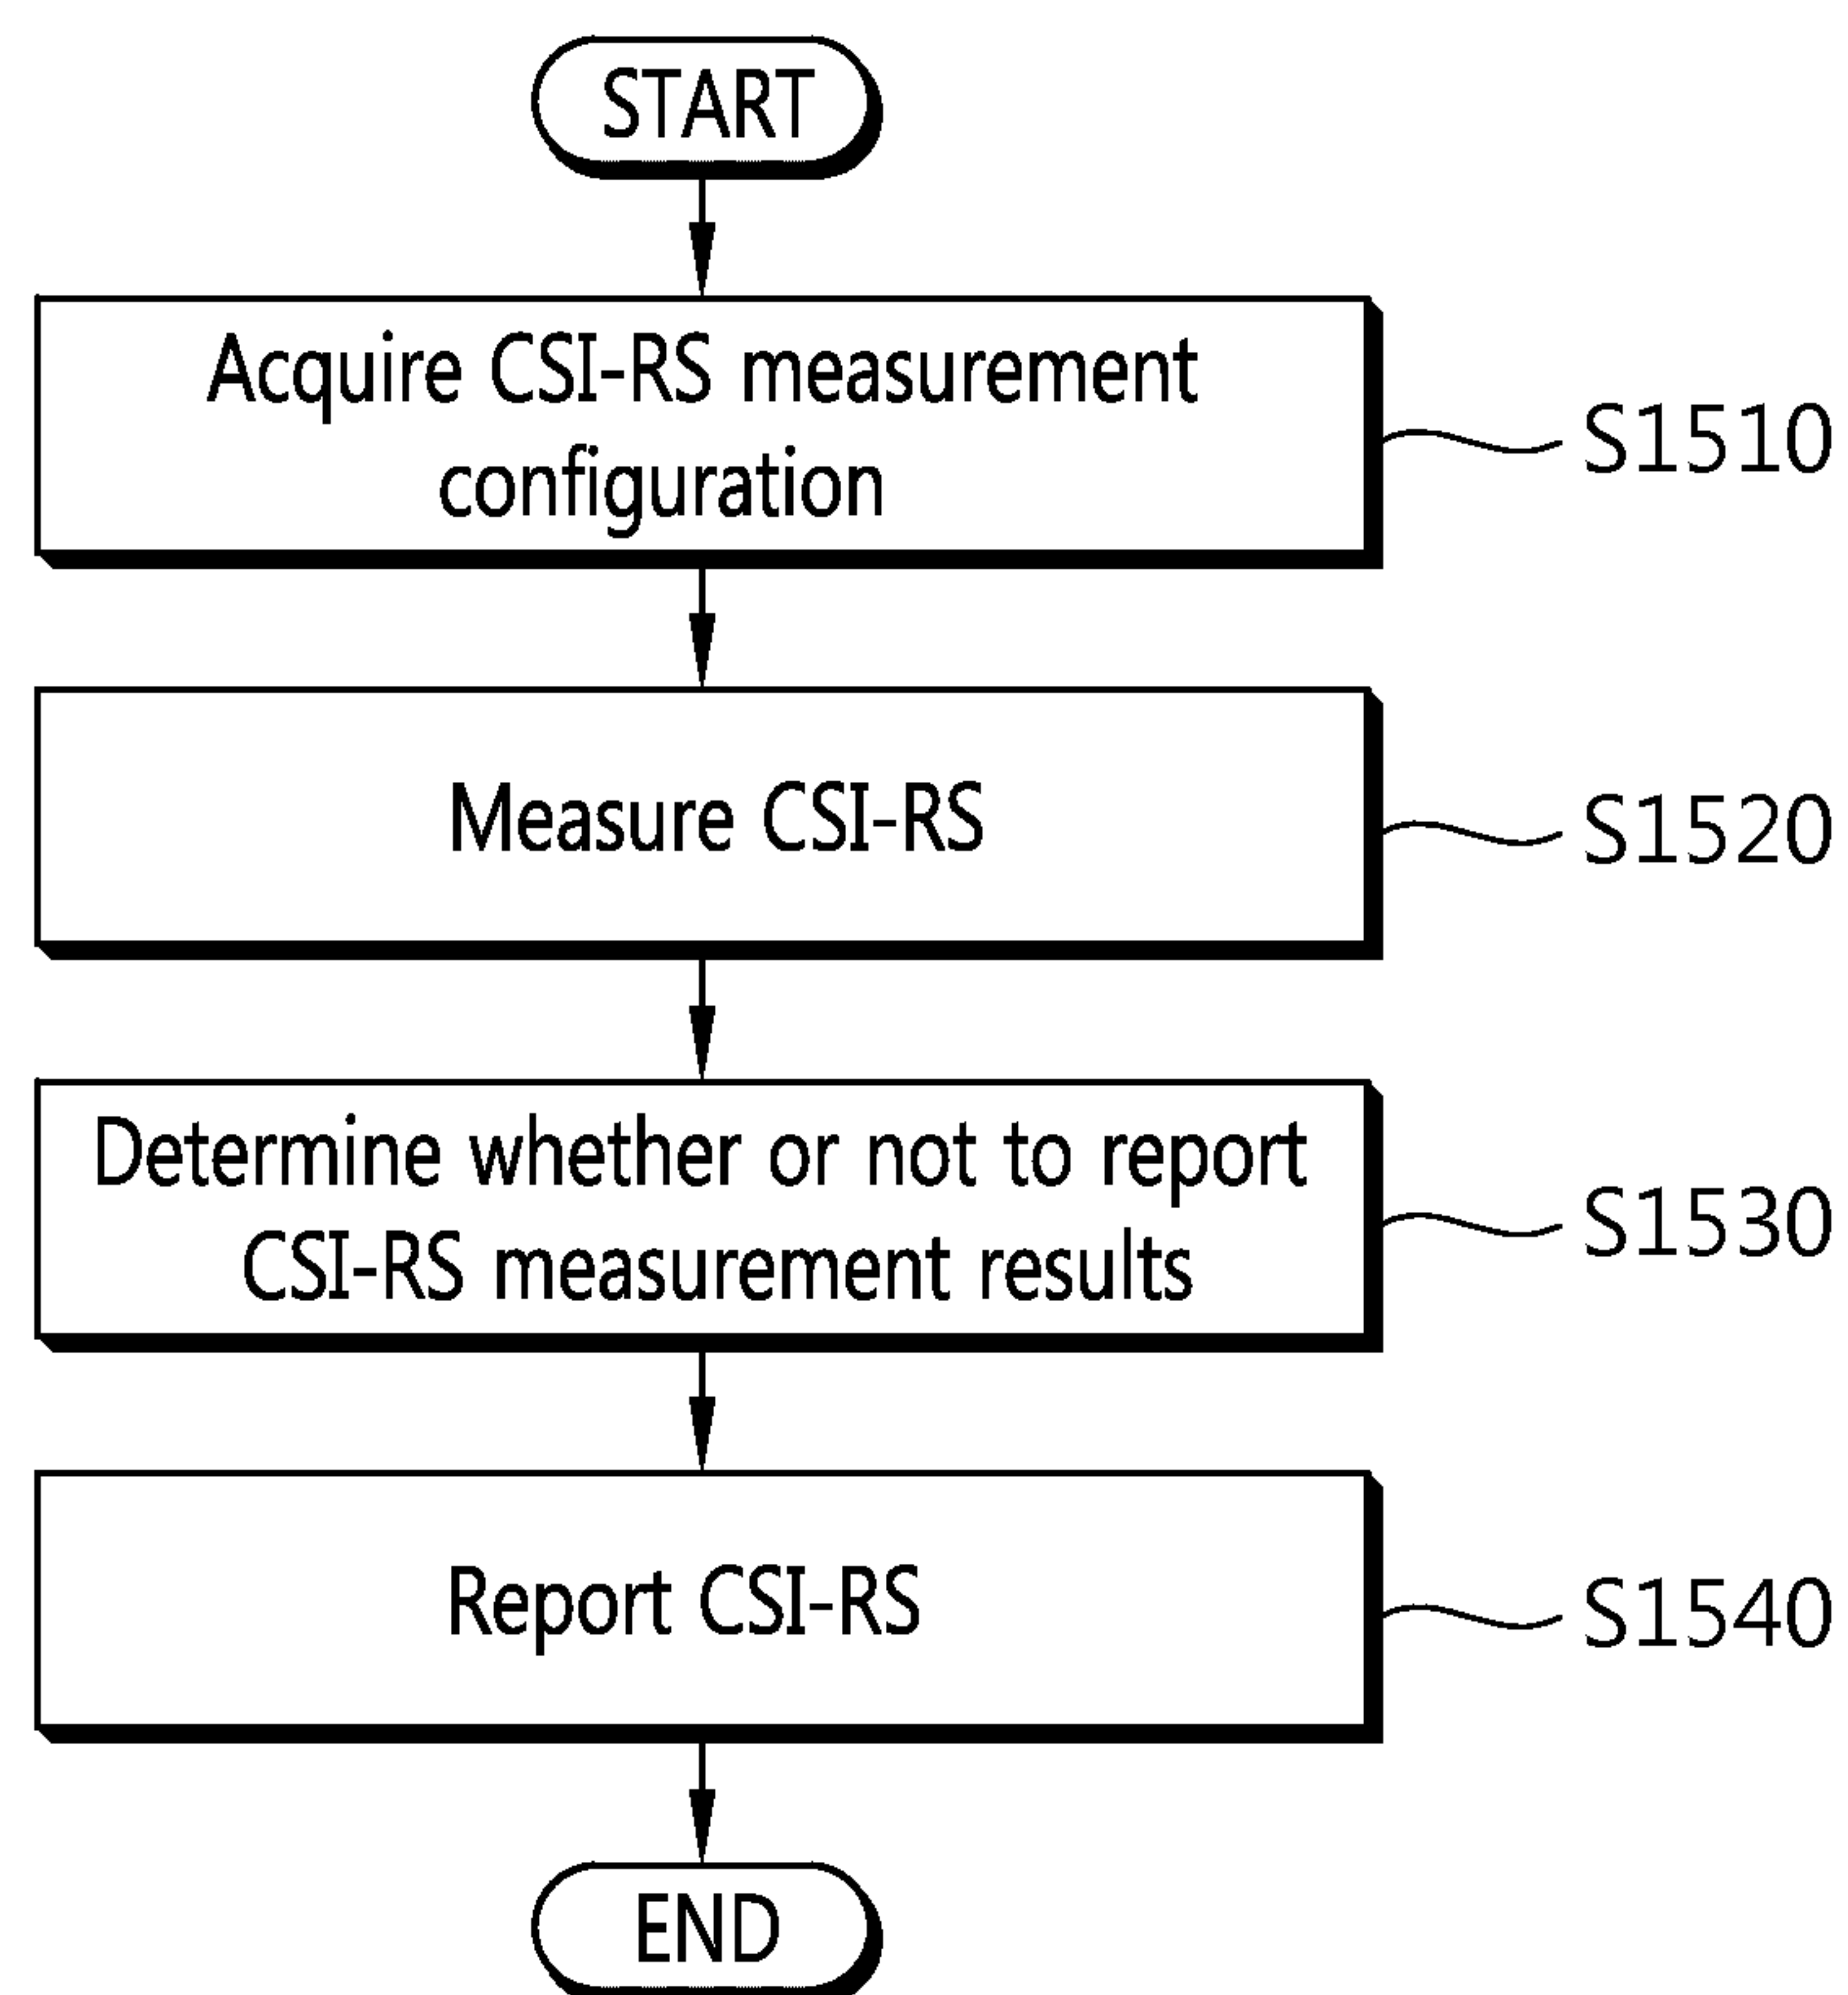 START
Acquire CSI-RS measurement
configuration
S1510
Measure CSI-RS
S1520
Determine whether or not to report
CSI-RS measurement results
S1530
Report CSI-RS
S1540
END